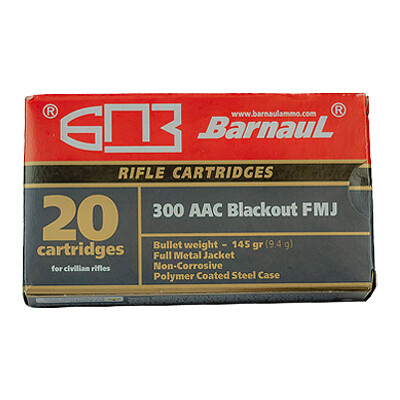 ® БПЗ www.barnaulammo.com ®
BarnauL
RIFLE CARTRIDGES
20
cartridges
for civilian rifles
300 AAC Blackout FMJ
Bullet weight – 145 gr (9.4 g)
Full Metal Jacket
Non-Corrosive
Polymer Coated Steel Case